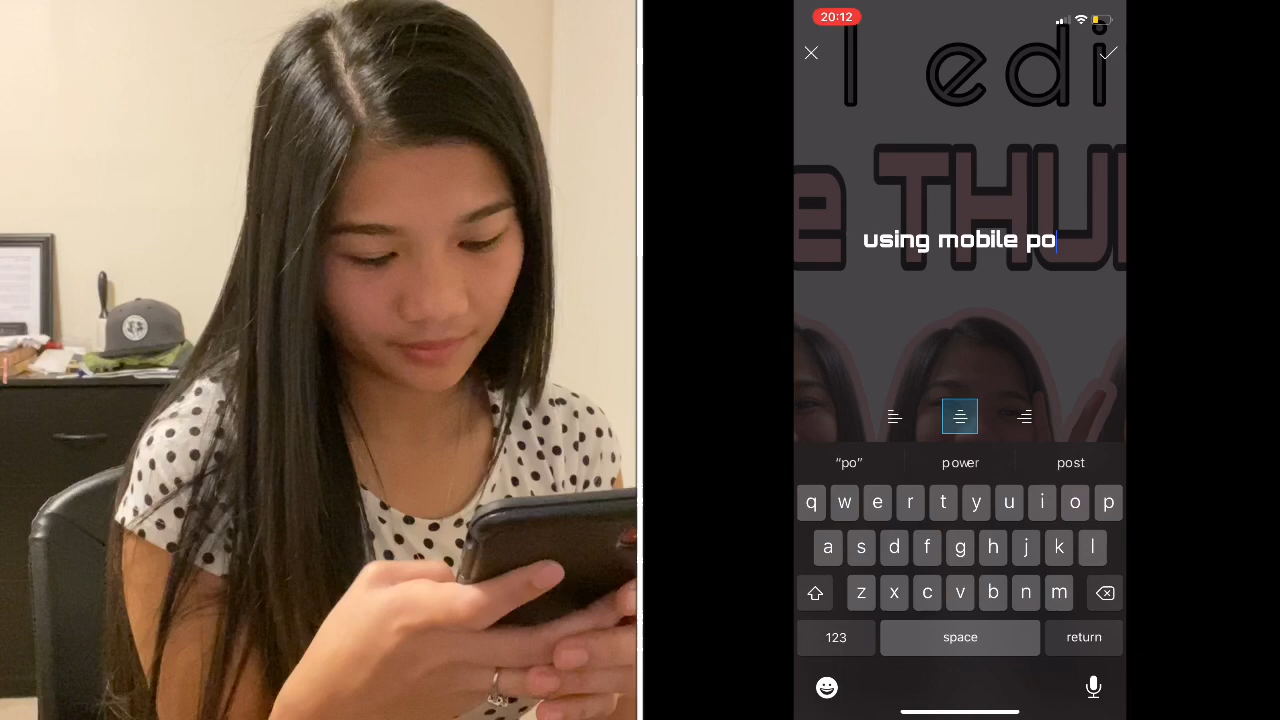 20:12
I edi
e THU
using mobile po
"po" power post
q w e r t y u i o p
a s d f g h j k l
z x c v b n m
123 space return